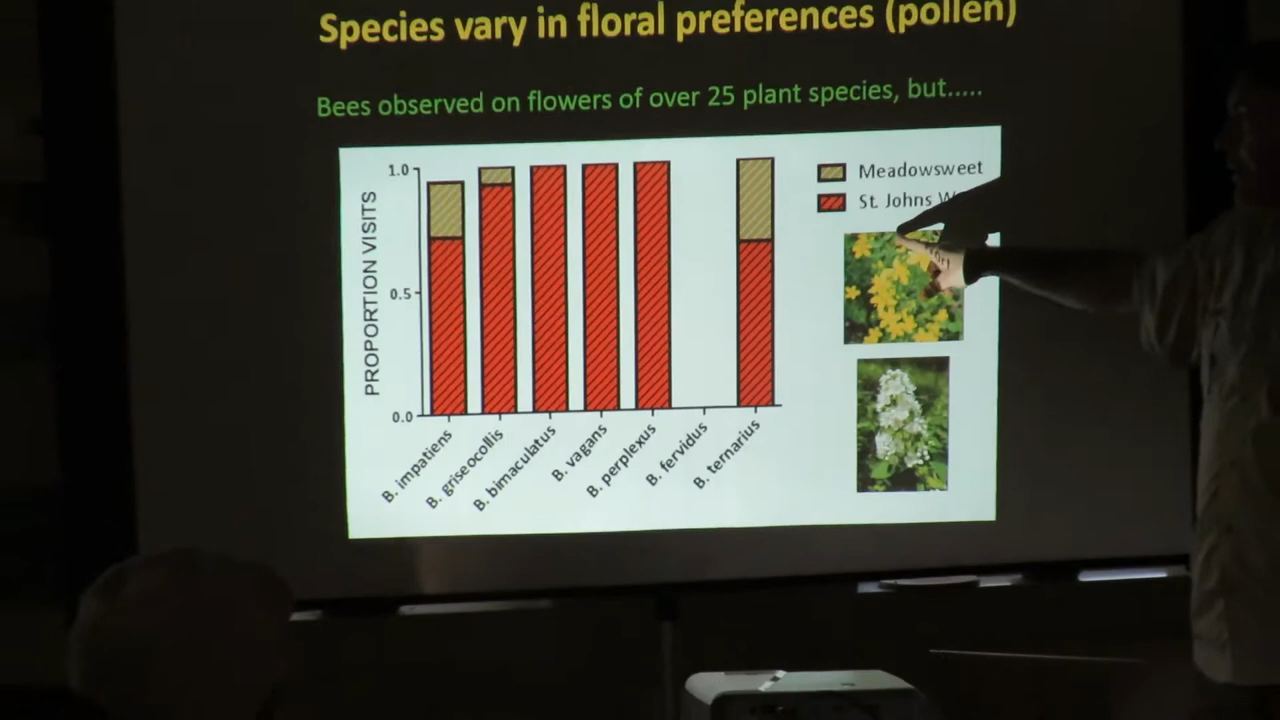 Species vary in floral preferences (pollen)
Bees observed on flowers of over 25 plant species, but.....
Meadowsweet
St. Johns
PROPORTION VISITS
1.0
0.5
0.0
B. impatiens
B. griseocollis
B. bimaculatus
B. vagans
B. perplexus
B. fervidus
B. ternarius